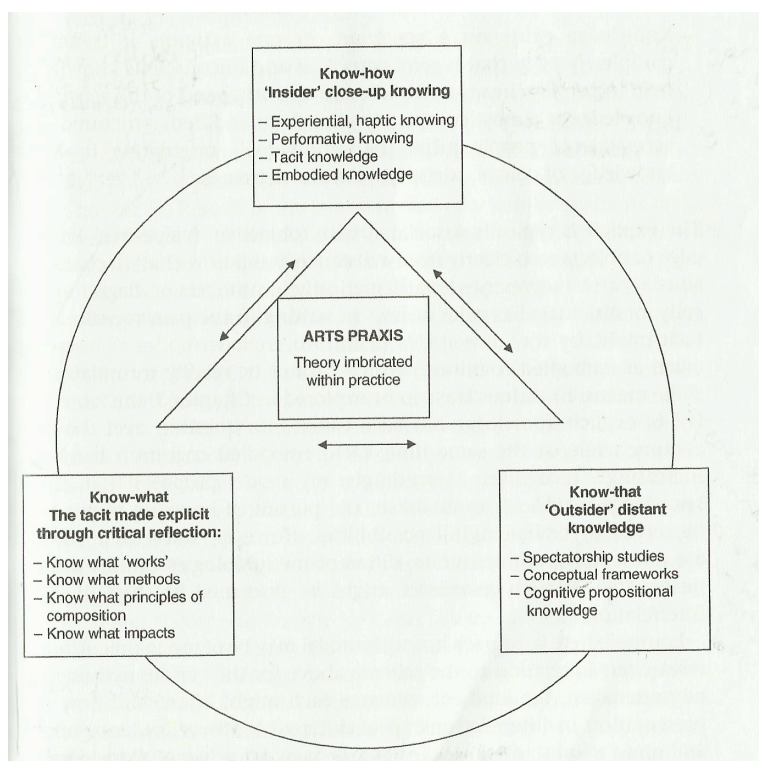 Know-how
'Insider' close-up knowing
– Experiential, haptic knowing
– Performative knowing
– Tacit knowledge
– Embodied knowledge
ARTS PRAXIS
Theory imbricated
within practice
Know-what
The tacit made explicit
through critical reflection:
– Know what 'works'
– Know what methods
– Know what principles of
composition
– Know what impacts
Know-that
'Outsider' distant
knowledge
– Spectatorship studies
– Conceptual frameworks
– Cognitive propositional
knowledge